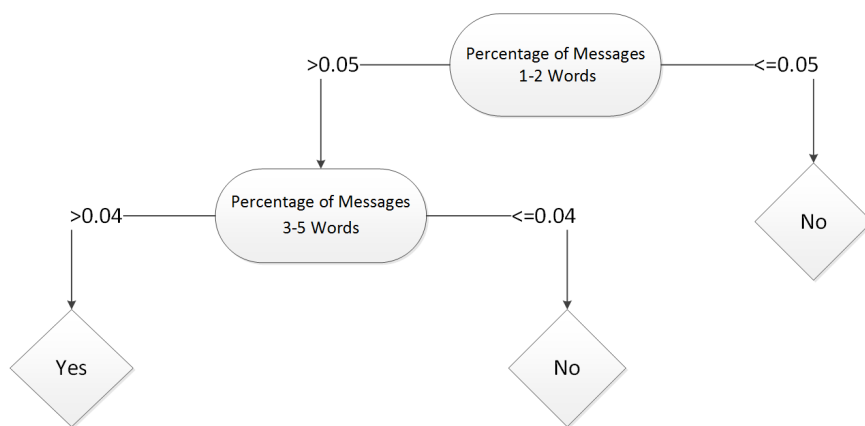 Percentage of Messages
1-2 Words
>0.05
<=0.05
Percentage of Messages
3-5 Words
>0.04
<=0.04
No
Yes
No